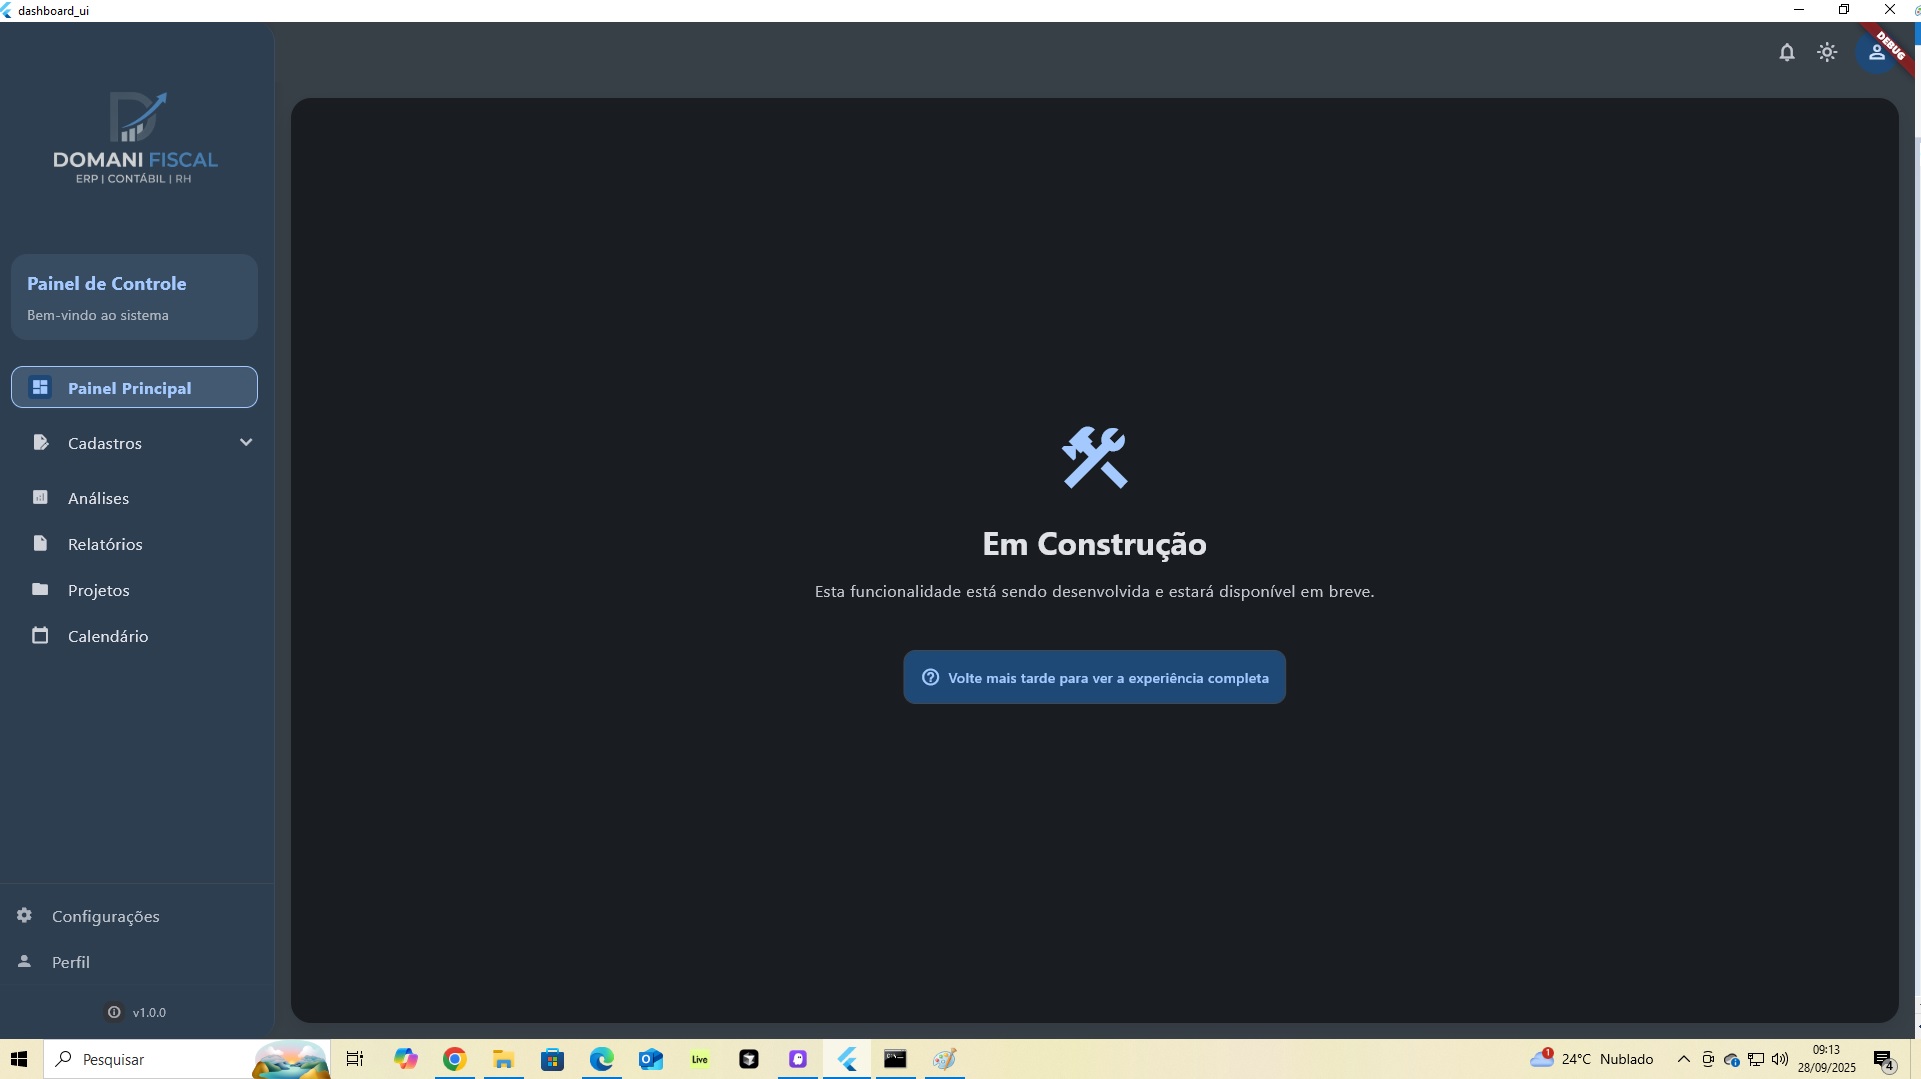 dashboard_ui
DEBUG
DOMANI FISCAL
ERP | CONTÁBIL | RH
Painel de Controle
Bem-vindo ao sistema
Painel Principal
Cadastros
Análises
Relatórios
Projetos
Calendário
Em Construção
Esta funcionalidade está sendo desenvolvida e estará disponível em breve.
Volte mais tarde para ver a experiência completa
Configurações
Perfil
v1.0.0
Pesquisar
Live
1
24°C Nublado
09:13
28/09/2025
4